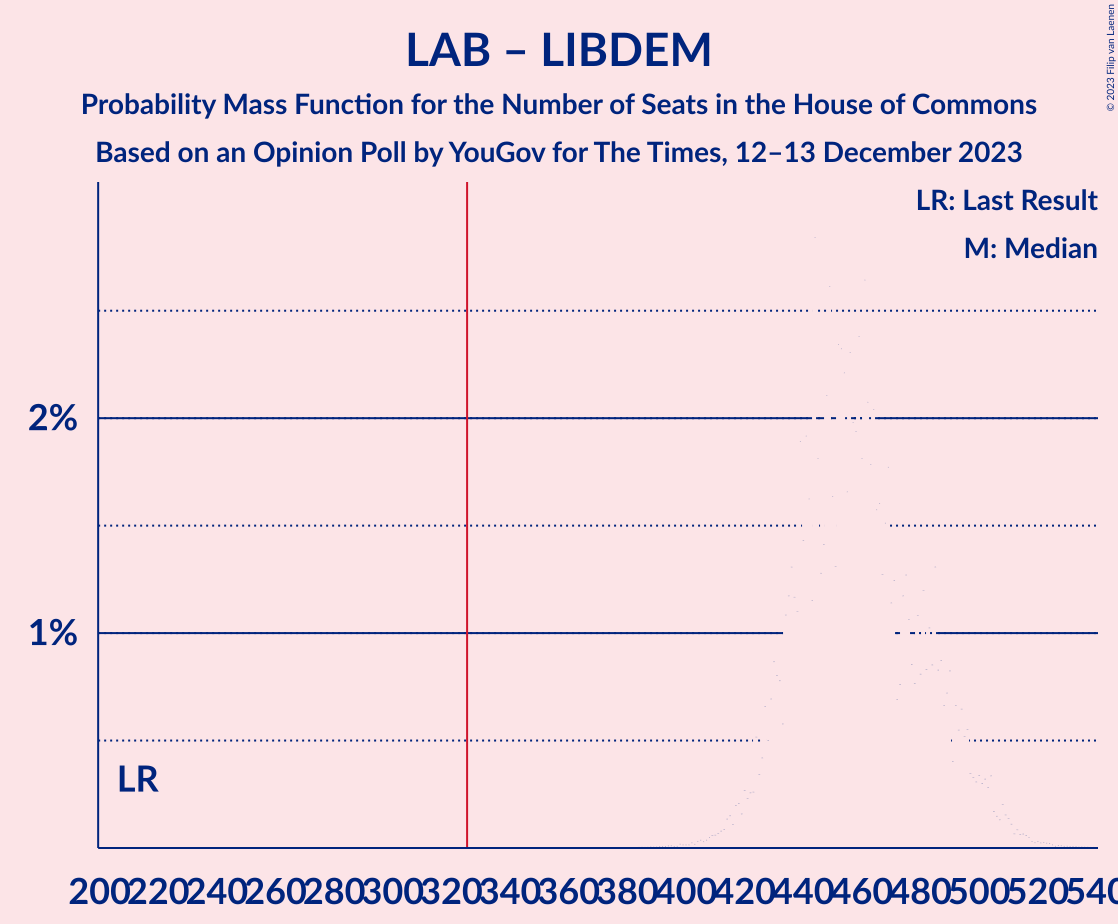 © 2023 Filip van Laenen
LAB – LIBDEM
Probability Mass Function for the Number of Seats in the House of Commons
Based on an Opinion Poll by YouGov for The Times, 12–13 December 2023
LR: Last Result
M: Median
2%
1%
LR
200 220 240 260 280 300 320 340 360 380 400 420 440 460 480 500 520 540